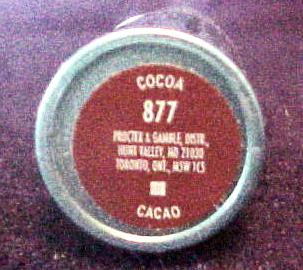 COCOA
877
PROCTER & GAMBLE, DISTR.,
HUNT VALLEY, MD 21030
TORONTO, ONT., M5W 1C5
CACAO